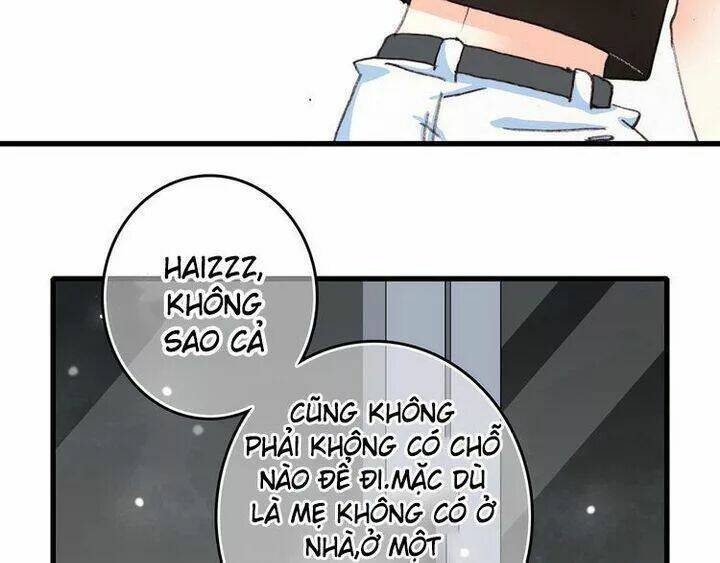 HAIZZZ,
KHÔNG
SAO CẢ
CŨNG KHÔNG
PHẢI KHÔNG CÓ CHỖ
NÀO ĐỂ ĐI.MẶC DÙ
LÀ MẸ KHÔNG CÓ Ở
NHÀ,Ở MỘT